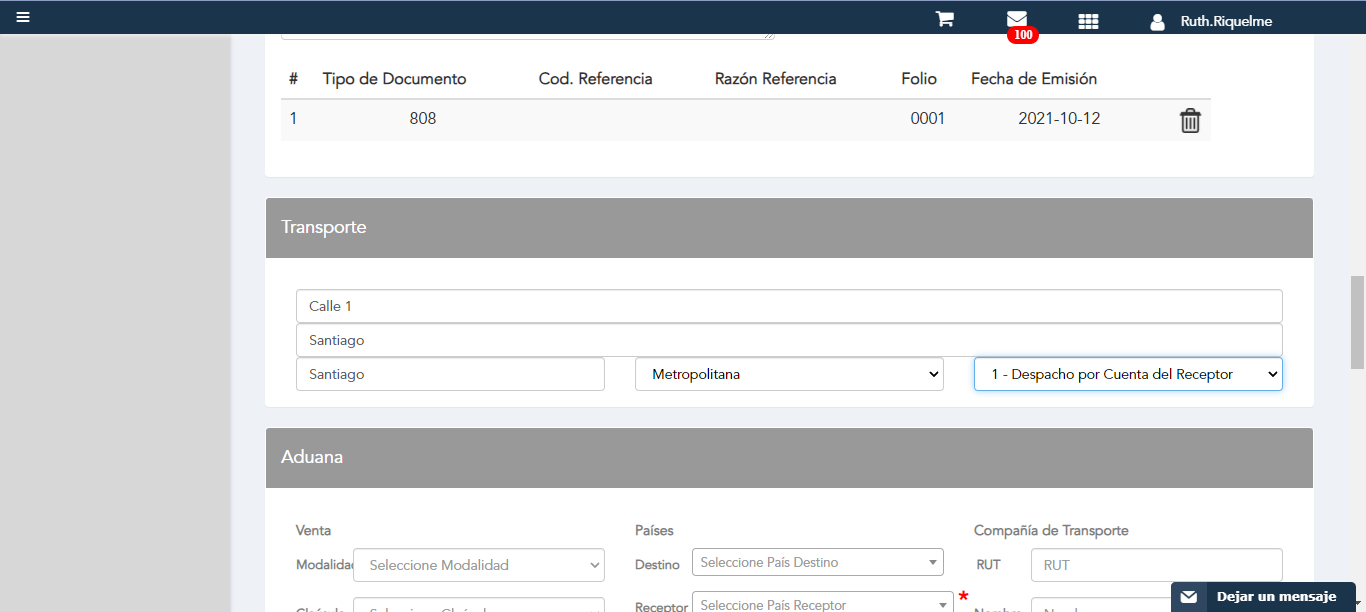 100
Ruth.Riquelme
# Tipo de Documento Cod. Referencia Razón Referencia Folio Fecha de Emisión
1 808 0001 2021-10-12
Transporte
Calle 1
Santiago
Santiago Metropolitana 1 - Despacho por Cuenta del Receptor
Aduana
Venta Países Compañía de Transporte
Modalidad Seleccione Modalidad Destino Seleccione País Destino RUT RUT
Receptor Seleccione País Receptor *
Dejar un mensaje